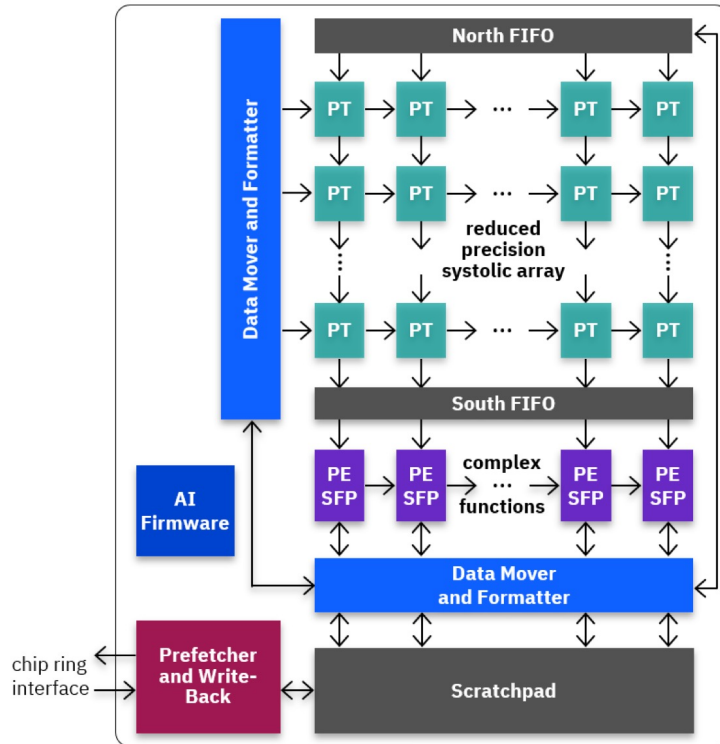 North FIFO
Data Mover and Formatter
PT PT ... PT PT
PT PT ... PT PT
reduced
precision
systolic array
PT PT ... PT PT
South FIFO
PE
SFP
PE
SFP
complex
...
functions
PE
SFP
PE
SFP
AI
Firmware
Data Mover
and Formatter
chip ring
interface
Prefetcher
and Write-
Back
Scratchpad